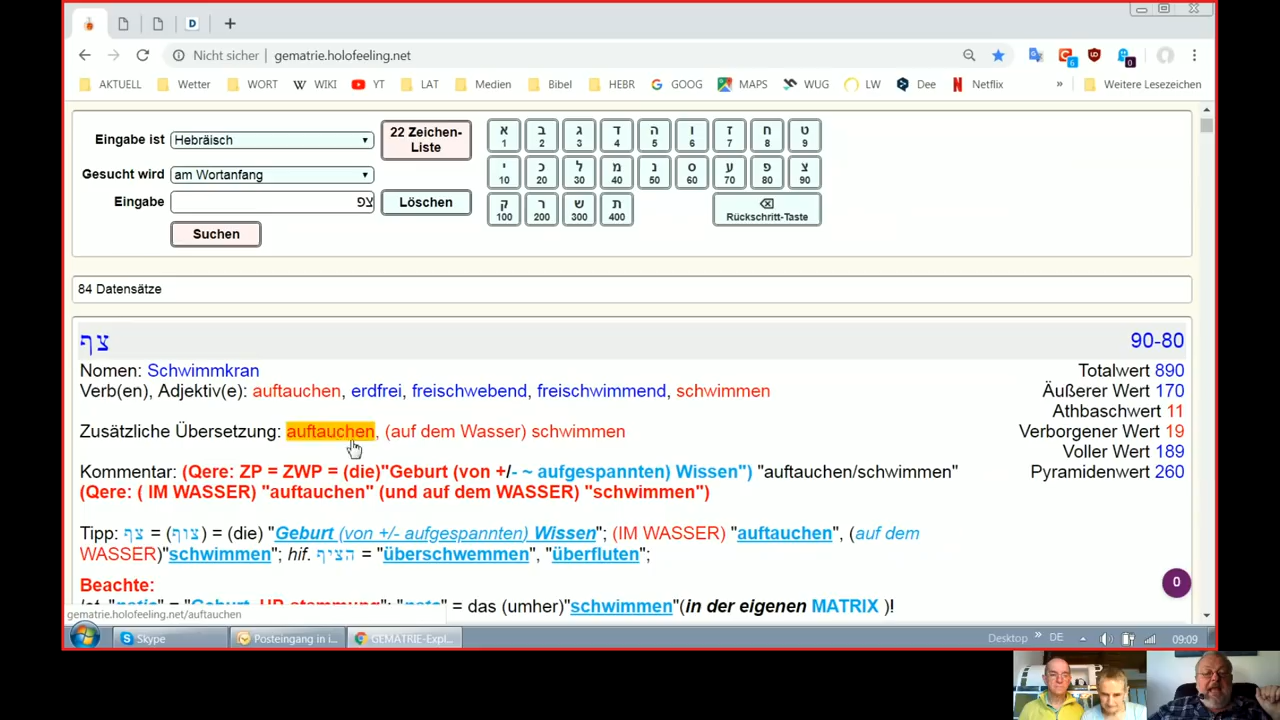 D
Nicht sicher | gematrie.holofeeling.net
6
0
AKTUELL Wetter WORT W WIKI YT LAT Medien Bibel HEBR G GOOG MAPS WUG LW Dee N Netflix » Weitere Lesezeichen
Eingabe ist Hebräisch
22 Zeichen-
Liste
Gesucht wird am Wortanfang
Eingabe צפ Löschen
Suchen
א ב ג ד ה ו ז ח ט
1 2 3 4 5 6 7 8 9
י כ ל מ נ ס ע פ צ
10 20 30 40 50 60 70 80 90
ק ר ש ת
100 200 300 400 Rückschritt-Taste
84 Datensätze
צף 90-80
Nomen: Schwimmkran Totalwert 890
Verb(en), Adjektiv(e): auftauchen, erdfrei, freischwebend, freischwimmend, schwimmen Äußerer Wert 170
Athbaschwert 11
Zusätzliche Übersetzung: auftauchen, (auf dem Wasser) schwimmen Verborgener Wert 19
Voller Wert 189
Kommentar: (Qere: ZP = ZWP = (die)"Geburt (von +/- ~ aufgespannten) Wissen") "auftauchen/schwimmen" Pyramidenwert 260
(Qere: ( IM WASSER) "auftauchen" (und auf dem WASSER) "schwimmen")
Tipp: צף = (צוף) = (die) "Geburt (von +/- aufgespannten) Wissen"; (IM WASSER) "auftauchen", (auf dem
WASSER)"schwimmen"; hif. הציף = "überschwemmen", "überfluten";
Beachte:
= das (umher)"schwimmen"(in der eigenen MATRIX )!
0
gematrie.holofeeling.net/auftauchen
S Skype Posteingang in i... GEMATRIE-Expl... Desktop » DE 09:09